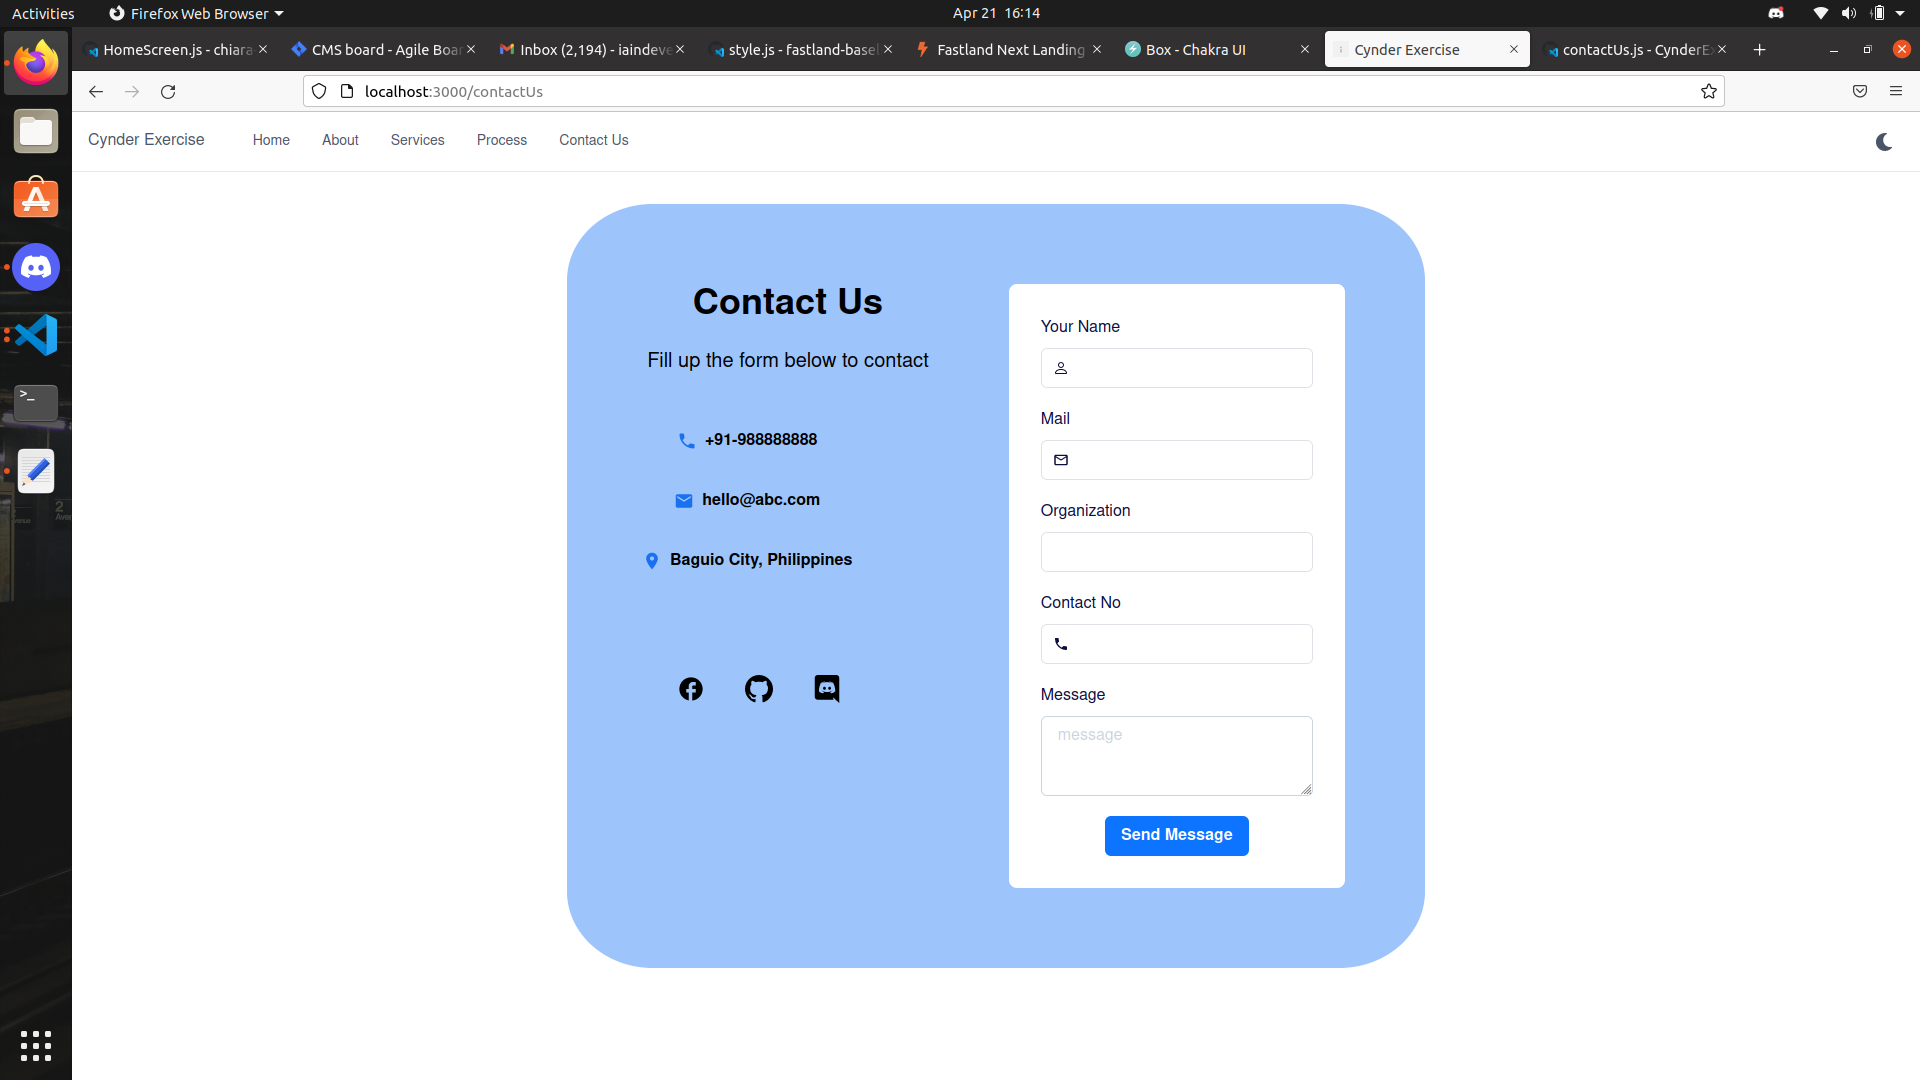 Activities
Firefox Web Browser
Apr 21 16:14
HomeScreen.js - chiara
CMS board - Agile Boar
Inbox (2,194) - iaindeve
style.js - fastland-basel
Fastland Next Landing
Box - Chakra UI
Cynder Exercise
contactUs.js - CynderEx
localhost:3000/contactUs
Cynder Exercise
Home
About
Services
Process
Contact Us
Contact Us
Fill up the form below to contact
+91-988888888
hello@abc.com
Baguio City, Philippines
Your Name
Mail
Organization
Contact No
Message
message
Send Message